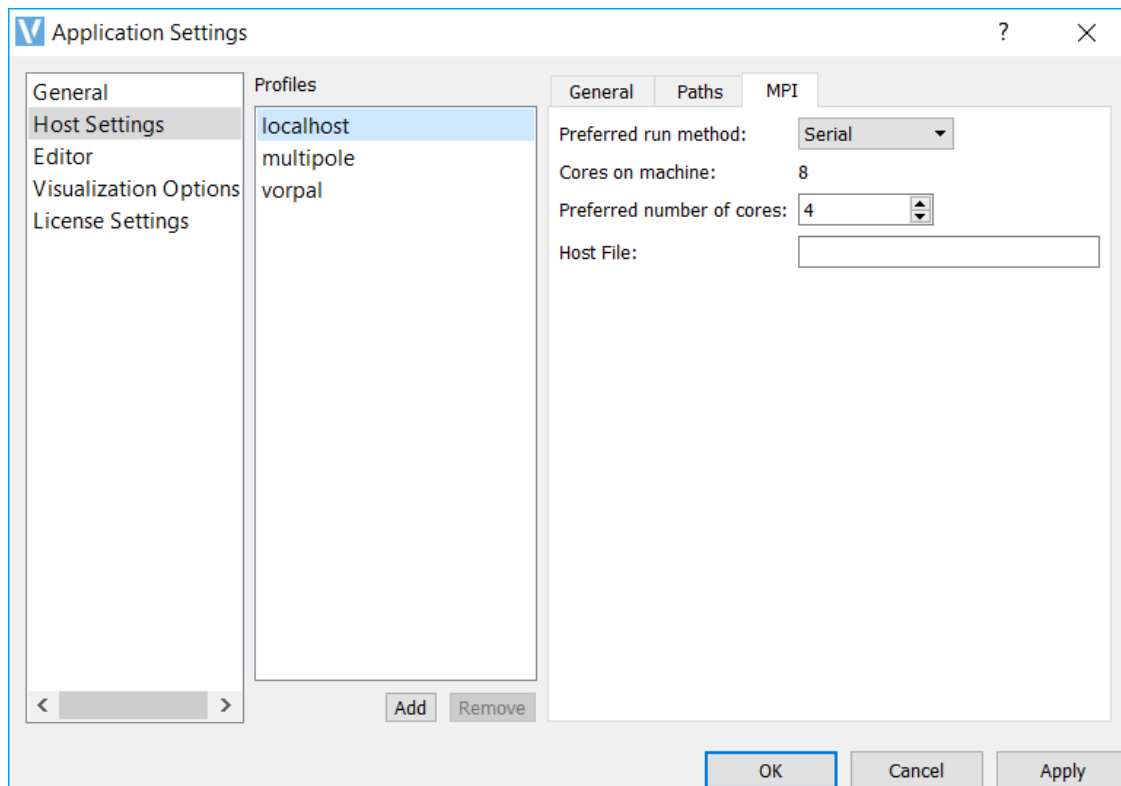 Application Settings
?
General
Host Settings
Editor
Visualization Options
License Settings
Profiles
localhost
multipole
vorpal
Add
Remove
General Paths MPI
Preferred run method: Serial
Cores on machine: 8
Preferred number of cores: 4
Host File:
OK Cancel Apply